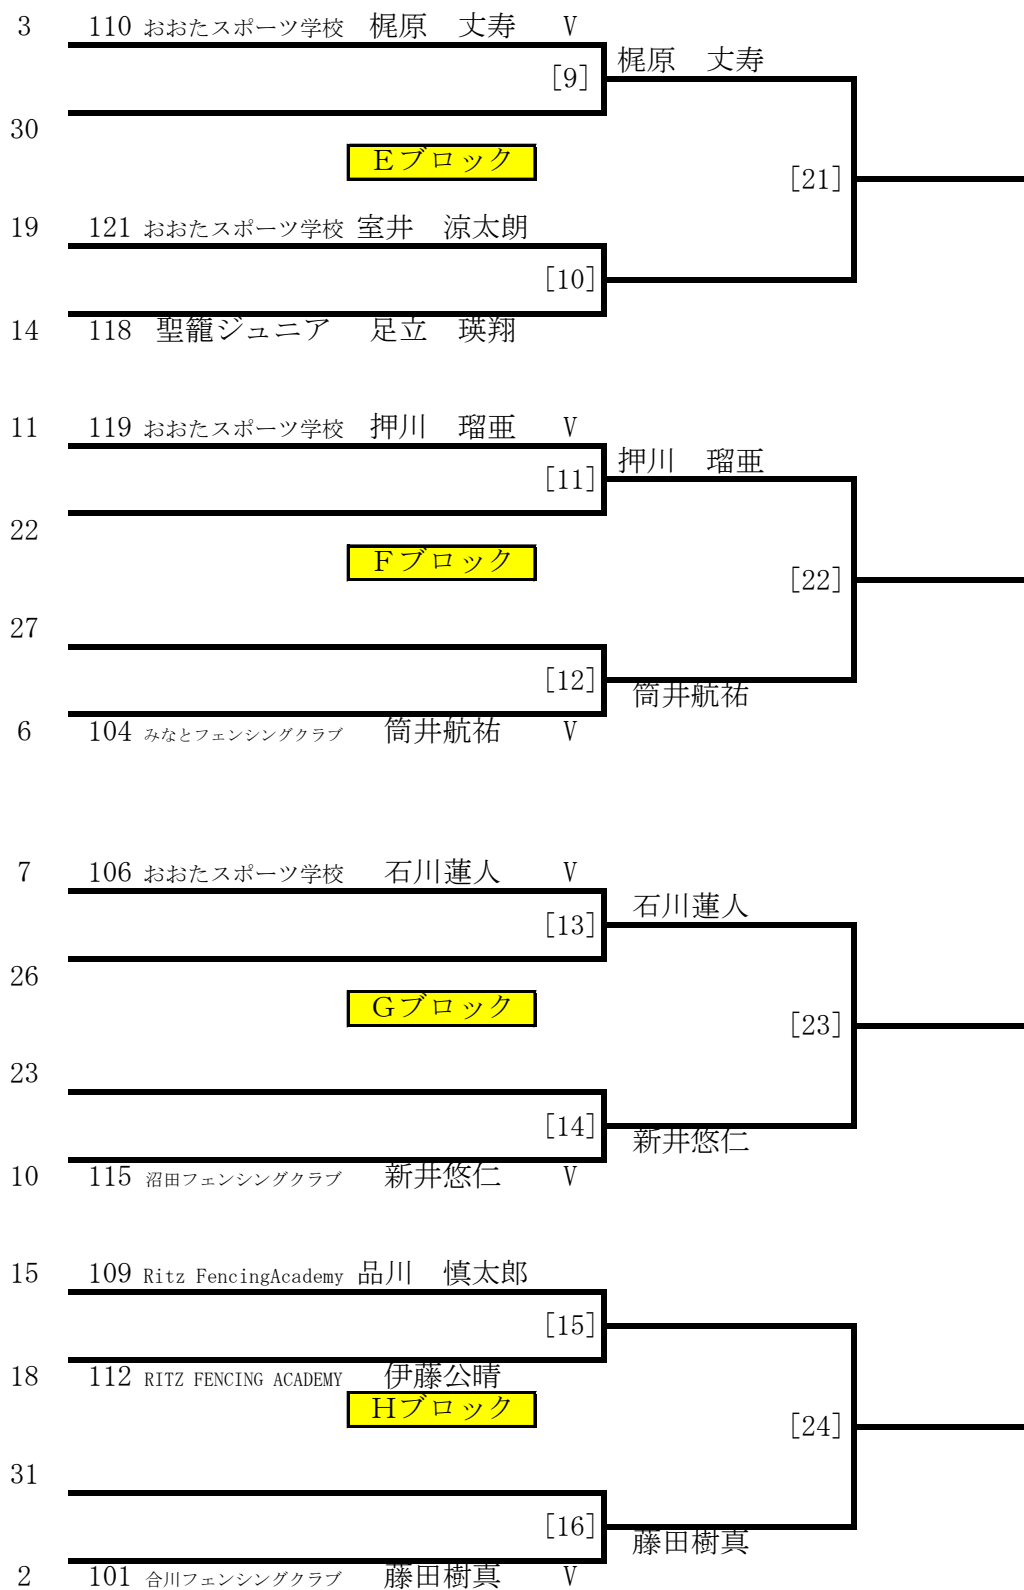 3 110 おおたスポーツ学校 梶原　丈寿 V
梶原　丈寿
[9]
30
Eブロック
[21]
19 121 おおたスポーツ学校 室井　涼太朗
[10]
14 118 聖籠ジュニア 足立　瑛翔
11 119 おおたスポーツ学校 押川　瑠亜 V
押川　瑠亜
[11]
22
Fブロック
[22]
27
[12]
筒井航祐
6 104 みなとフェンシングクラブ 筒井航祐 V
7 106 おおたスポーツ学校 石川蓮人 V
石川蓮人
[13]
26
Gブロック
[23]
23
[14]
新井悠仁
10 115 沼田フェンシングクラブ 新井悠仁 V
15 109 Ritz FencingAcademy 品川　慎太郎
[15]
18 112 RITZ FENCING ACADEMY 伊藤公晴
Hブロック
[24]
31
[16]
藤田樹真
2 101 合川フェンシングクラブ 藤田樹真 V